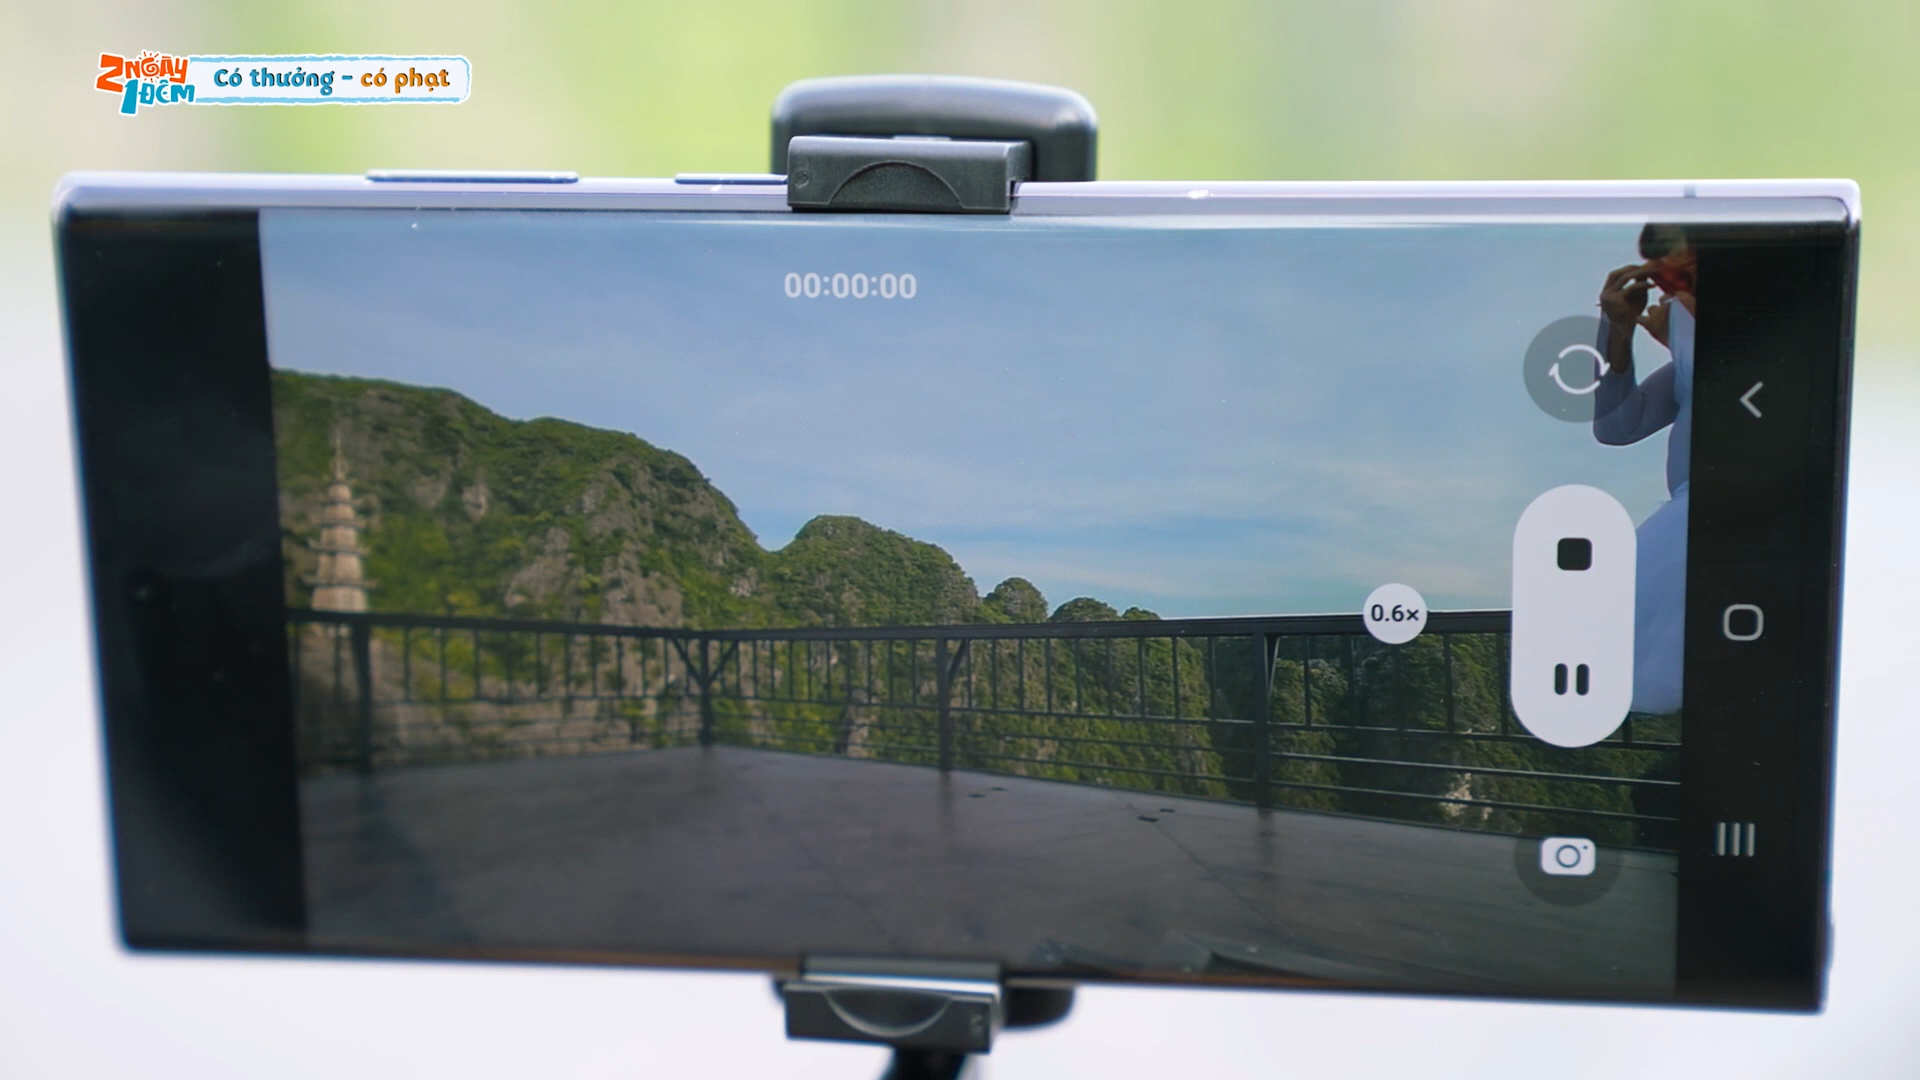 2 NGÀY
1 ĐÊM
Có thưởng - có phạt
00:00:00
0.6×